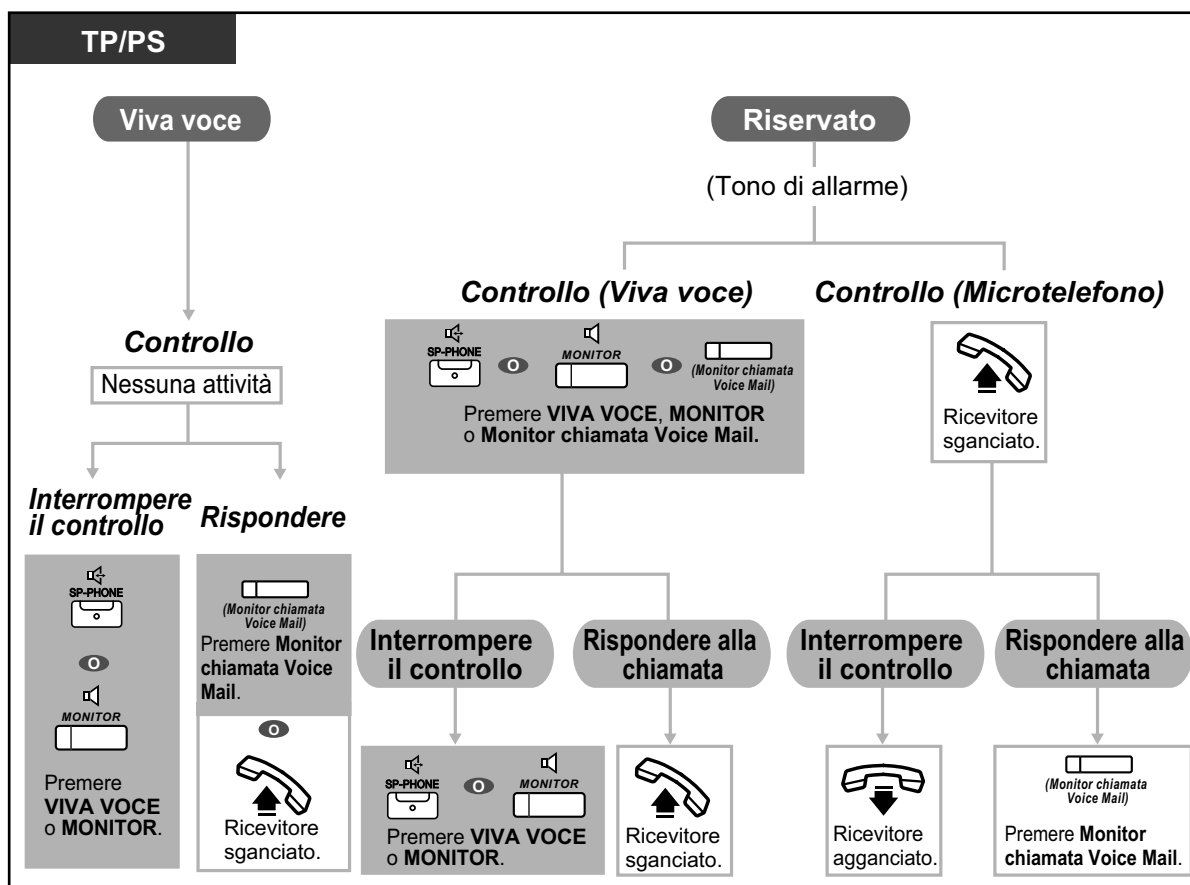 TP/PS
Viva voce
Controllo
Nessuna attività
Interrompere
il controllo
SP-PHONE
O
MONITOR
Premere
VIVA VOCE
o MONITOR.
Rispondere
(Monitor chiamata
Voice Mail)
Premere Monitor
chiamata Voice
Mail.
O
Ricevitore
sganciato.
Riservato
(Tono di allarme)
Controllo (Viva voce)
SP-PHONE
O
MONITOR
O
(Monitor chiamata
Voice Mail)
Premere VIVA VOCE, MONITOR
o Monitor chiamata Voice Mail.
Interrompere
il controllo
SP-PHONE
O
MONITOR
Premere VIVA VOCE
o MONITOR.
Rispondere alla
chiamata
Ricevitore
sganciato.
Controllo (Microtelefono)
Ricevitore
sganciato.
Interrompere
il controllo
Ricevitore
agganciato.
Rispondere alla
chiamata
(Monitor chiamata
Voice Mail)
Premere Monitor
chiamata Voice Mail.